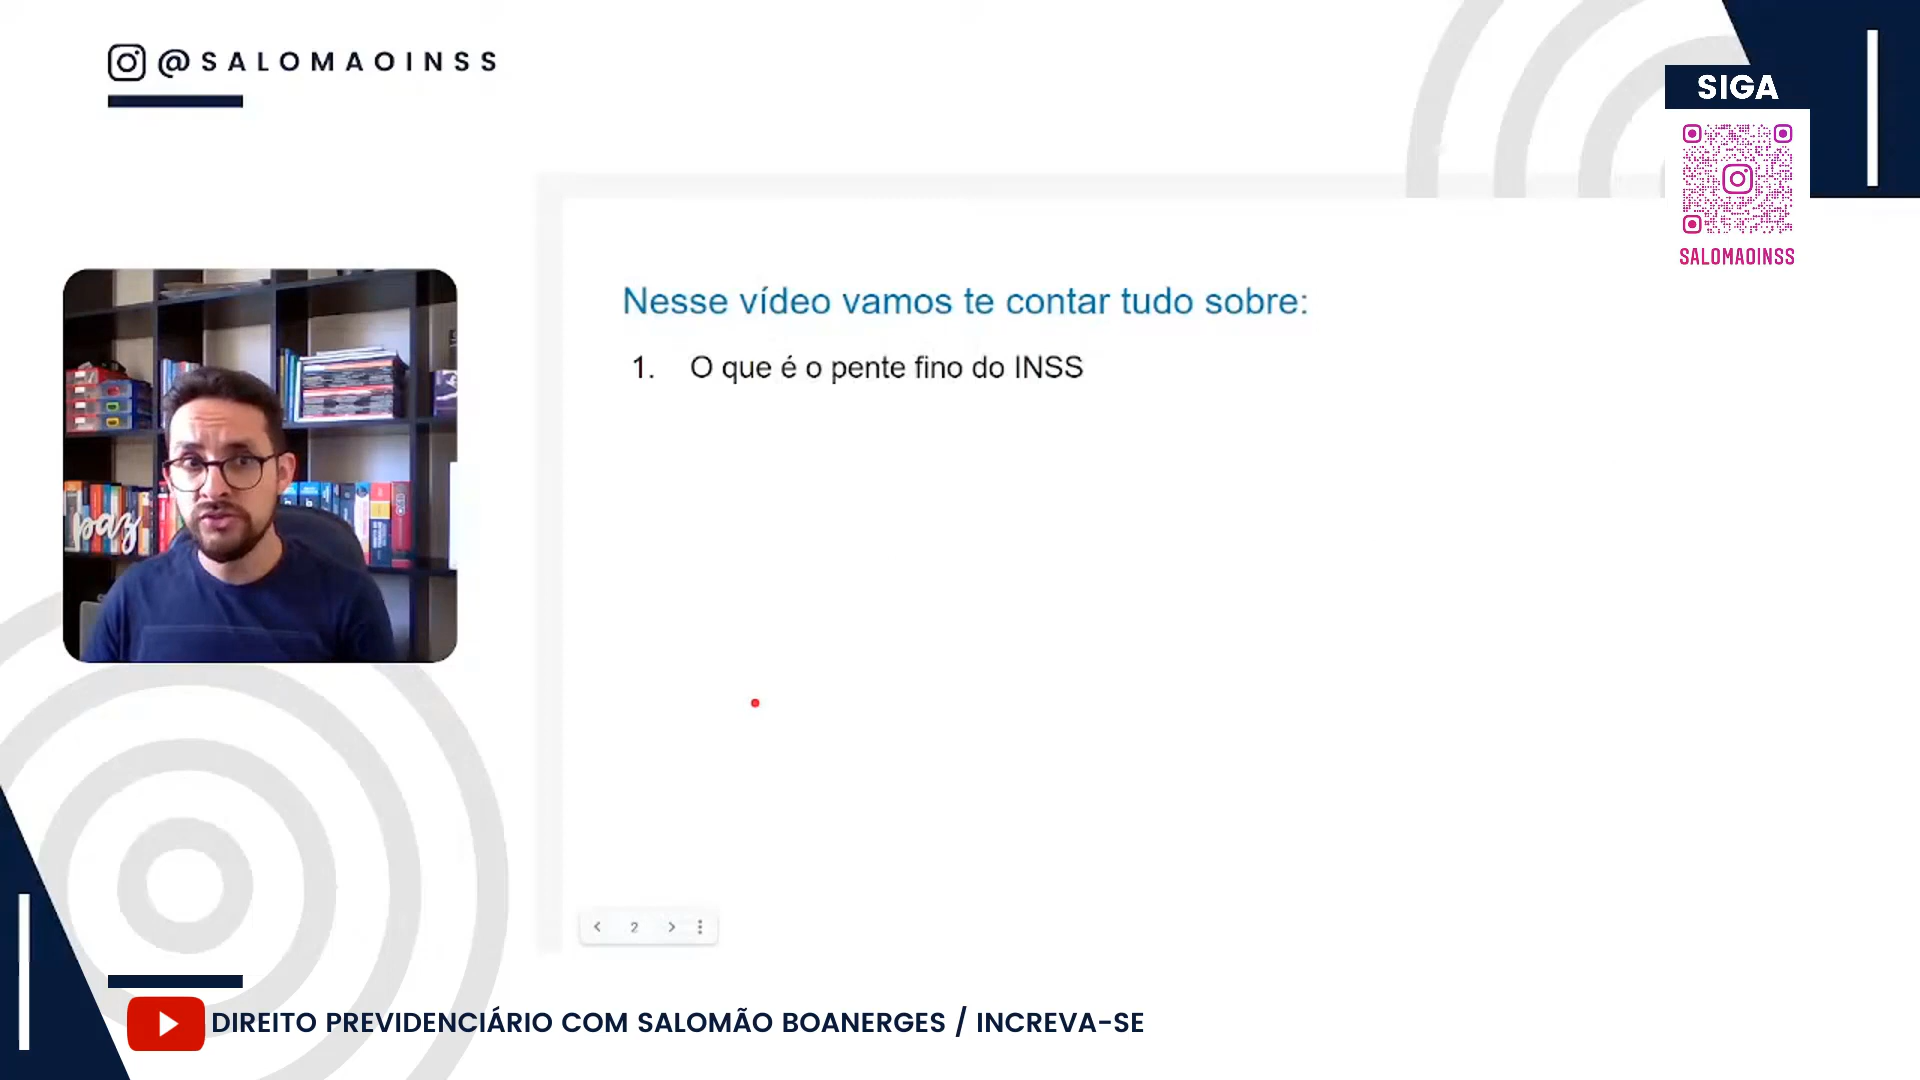 @SALOMAOINSS
SIGA
SALOMAOINSS
Nesse vídeo vamos te contar tudo sobre:
1. O que é o pente fino do INSS
paz
2
DIREITO PREVIDENCIÁRIO COM SALOMÃO BOANERGES / INCREVA-SE